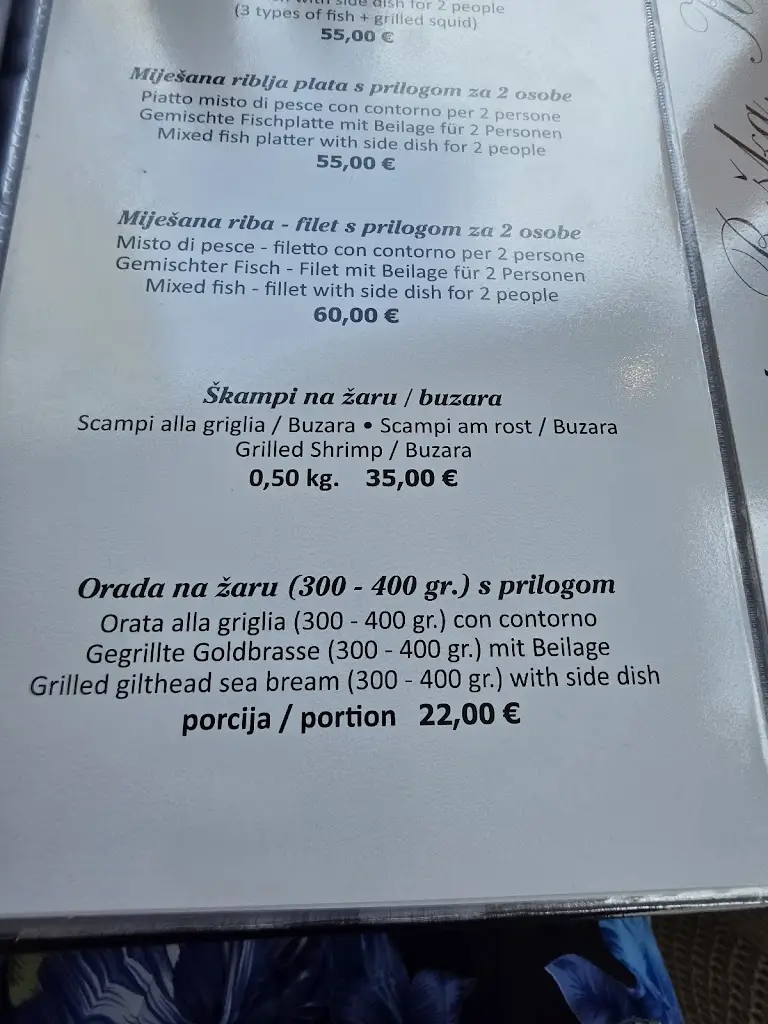 with side dish for 2 people
(3 types of fish + grilled squid)
55,00 €
Miješana riblja plata s prilogom za 2 osobe
Piatto misto di pesce con contorno per 2 persone
Gemischte Fischplatte mit Beilage für 2 Personen
Mixed fish platter with side dish for 2 people
55,00 €
Miješana riba - filet s prilogom za 2 osobe
Misto di pesce - filetto con contorno per 2 persone
Gemischter Fisch - Filet mit Beilage für 2 Personen
Mixed fish - fillet with side dish for 2 people
60,00 €
Škampi na žaru / buzara
Scampi alla griglia / Buzara • Scampi am rost / Buzara
Grilled Shrimp / Buzara
0,50 kg. 35,00 €
Orada na žaru (300 - 400 gr.) s prilogom
Orata alla griglia (300 - 400 gr.) con contorno
Gegrillte Goldbrasse (300 - 400 gr.) mit Beilage
Grilled gilthead sea bream (300 - 400 gr.) with side dish
porcija / portion 22,00 €